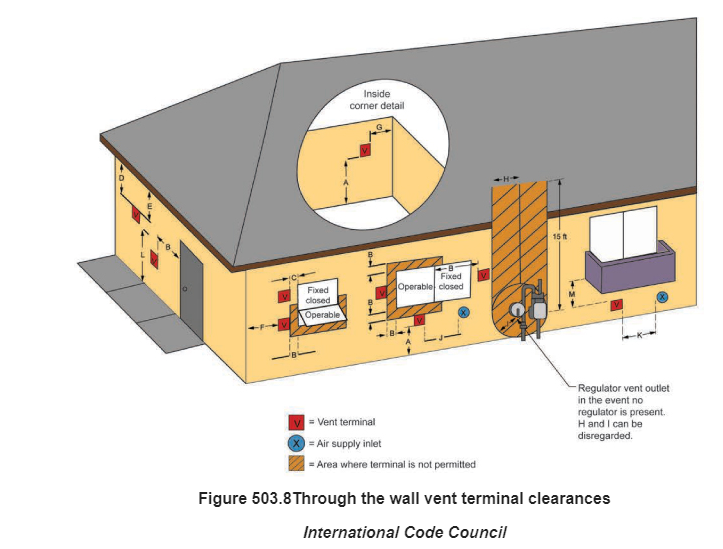 Inside
corner detail
G
V
A
H
15 ft
D
E
V
B
V
L
C
V
Fixed
closed
Operable
F
V
B
B
B
V
Operable
Fixed
closed
V
B
V
B
A
J
X
M
V
X
K
Regulator vent outlet
in the event no
regulator is present.
H and I can be
disregarded.
V = Vent terminal
X = Air supply inlet
= Area where terminal is not permitted
Figure 503.8Through the wall vent terminal clearances
International Code Council